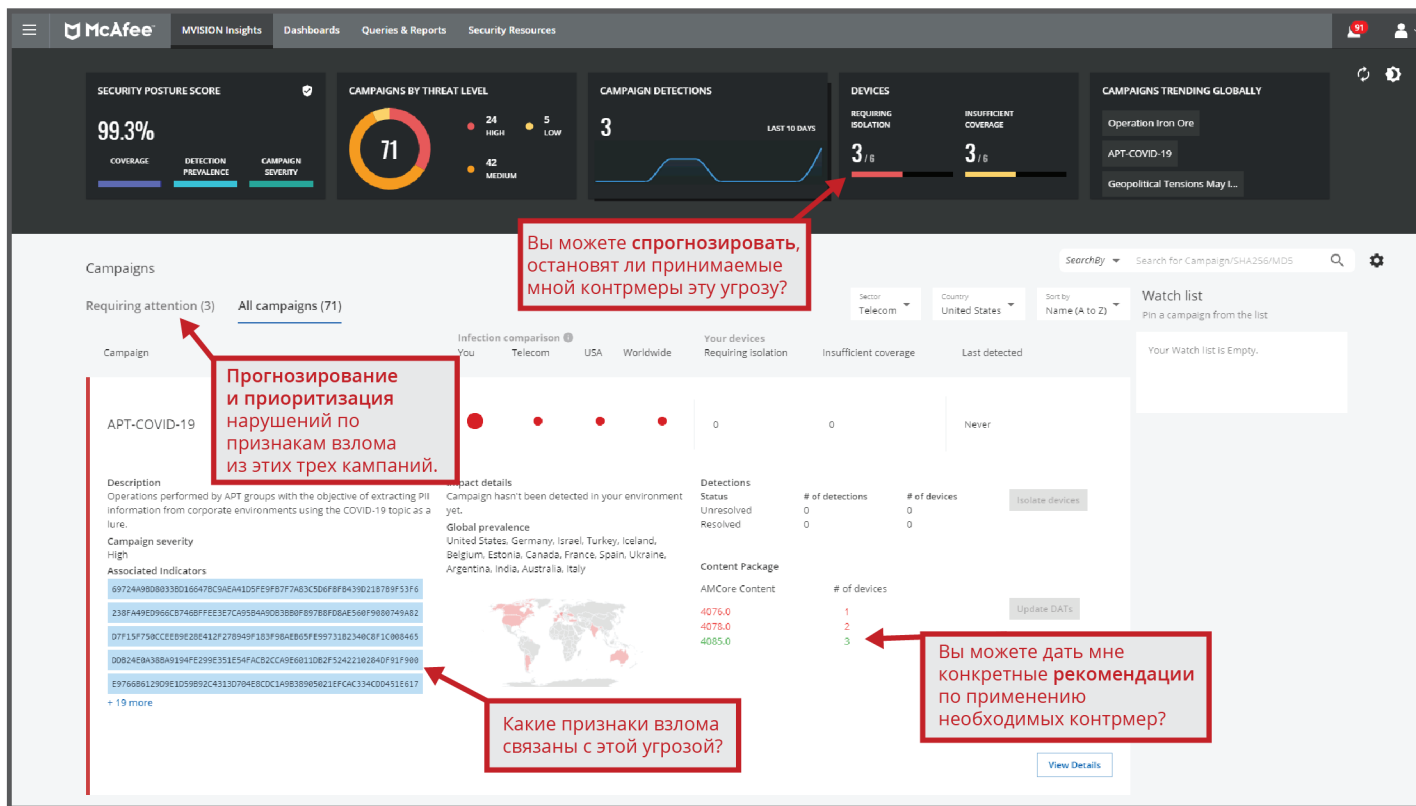 McAfee
MVISION Insights
Dashboards
Queries & Reports
Security Resources
91
SECURITY POSTURE SCORE
99.3%
COVERAGE
DETECTION
PREVALENCE
CAMPAIGN
SEVERITY
CAMPAIGNS BY THREAT LEVEL
71
24
HIGH
5
LOW
42
MEDIUM
CAMPAIGN DETECTIONS
3
LAST 10 DAYS
DEVICES
REQUIRING
ISOLATION
3/6
INSUFFICIENT
COVERAGE
3/6
CAMPAIGNS TRENDING GLOBALLY
Operation Iron Ore
APT-COVID-19
Geopolitical Tensions May I...
Вы можете спрогнозировать,
остановят ли принимаемые
мной контрмеры эту угрозу?
Campaigns
SearchBy
Search for Campaign/SHA256/MD5
Requiring attention (3)
All campaigns (71)
Sector
Telecom
Country
United States
Sort by
Name (A to Z)
Watch list
Pin a campaign from the list
Your Watch list is Empty.
Campaign
Infection comparison
You
Telecom
USA
Worldwide
Your devices
Requiring isolation
Insufficient coverage
Last detected
Прогнозирование
и приоритизация
нарушений по
признакам взлома
из этих трех кампаний.
APT-COVID-19
0
0
Never
Description
Operations performed by APT groups with the objective of extracting PII
information from corporate environments using the COVID-19 topic as a
lure.
Campaign severity
High
Associated Indicators
69724A9BD8033BD16647BC9AEA41D5FE9FB7F7A83C5D6FBFB439D21B7B9F53F6
238FA49ED966CB746BFFEE3E7CA95B4A9DB3BB0F897BBFD8AE560F9080749A82
D7F15F750CCEEB9E28E412F278949F183F98AEB65FE99731B2340C8F1C008465
DDB24E0A38BA9194FE299E351E54FACB2CCA9E6011DB2F5242210284DF91F900
E9766B6129D9E1D59B92C4313D704E8CDC1A9B38905021EFCAC334CDD451E617
+ 19 more
Impact details
Campaign hasn't been detected in your environment
yet.
Global prevalence
United States, Germany, Israel, Turkey, Iceland,
Belgium, Estonia, Canada, France, Spain, Ukraine,
Argentina, India, Australia, Italy
Detections
Status
# of detections
# of devices
Unresolved
0
0
Resolved
0
0
Isolate devices
Content Package
AMCore Content
# of devices
4076.0
1
4078.0
2
4085.0
3
Update DATs
Вы можете дать мне
конкретные рекомендации
по применению
необходимых контрмер?
Какие признаки взлома
связаны с этой угрозой?
View Details